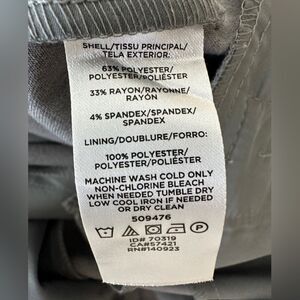 SHELL/TISSU PRINCIPAL/
TELA EXTERIOR:
63% POLYESTER/
POLYESTER/POLIÉSTER
33% RAYON/RAYONNE/
RAYÓN
4% SPANDEX/SPANDEX/
SPANDEX
LINING/DOUBLURE/FORRO:
100% POLYESTER/
POLYESTER/POLIÉSTER
MACHINE WASH COLD ONLY
NON-CHLORINE BLEACH
WHEN NEEDED TUMBLE DRY
LOW COOL IRON IF NEEDED
OR DRY CLEAN
509476
ID# 70319
CA#57421
RN#140923